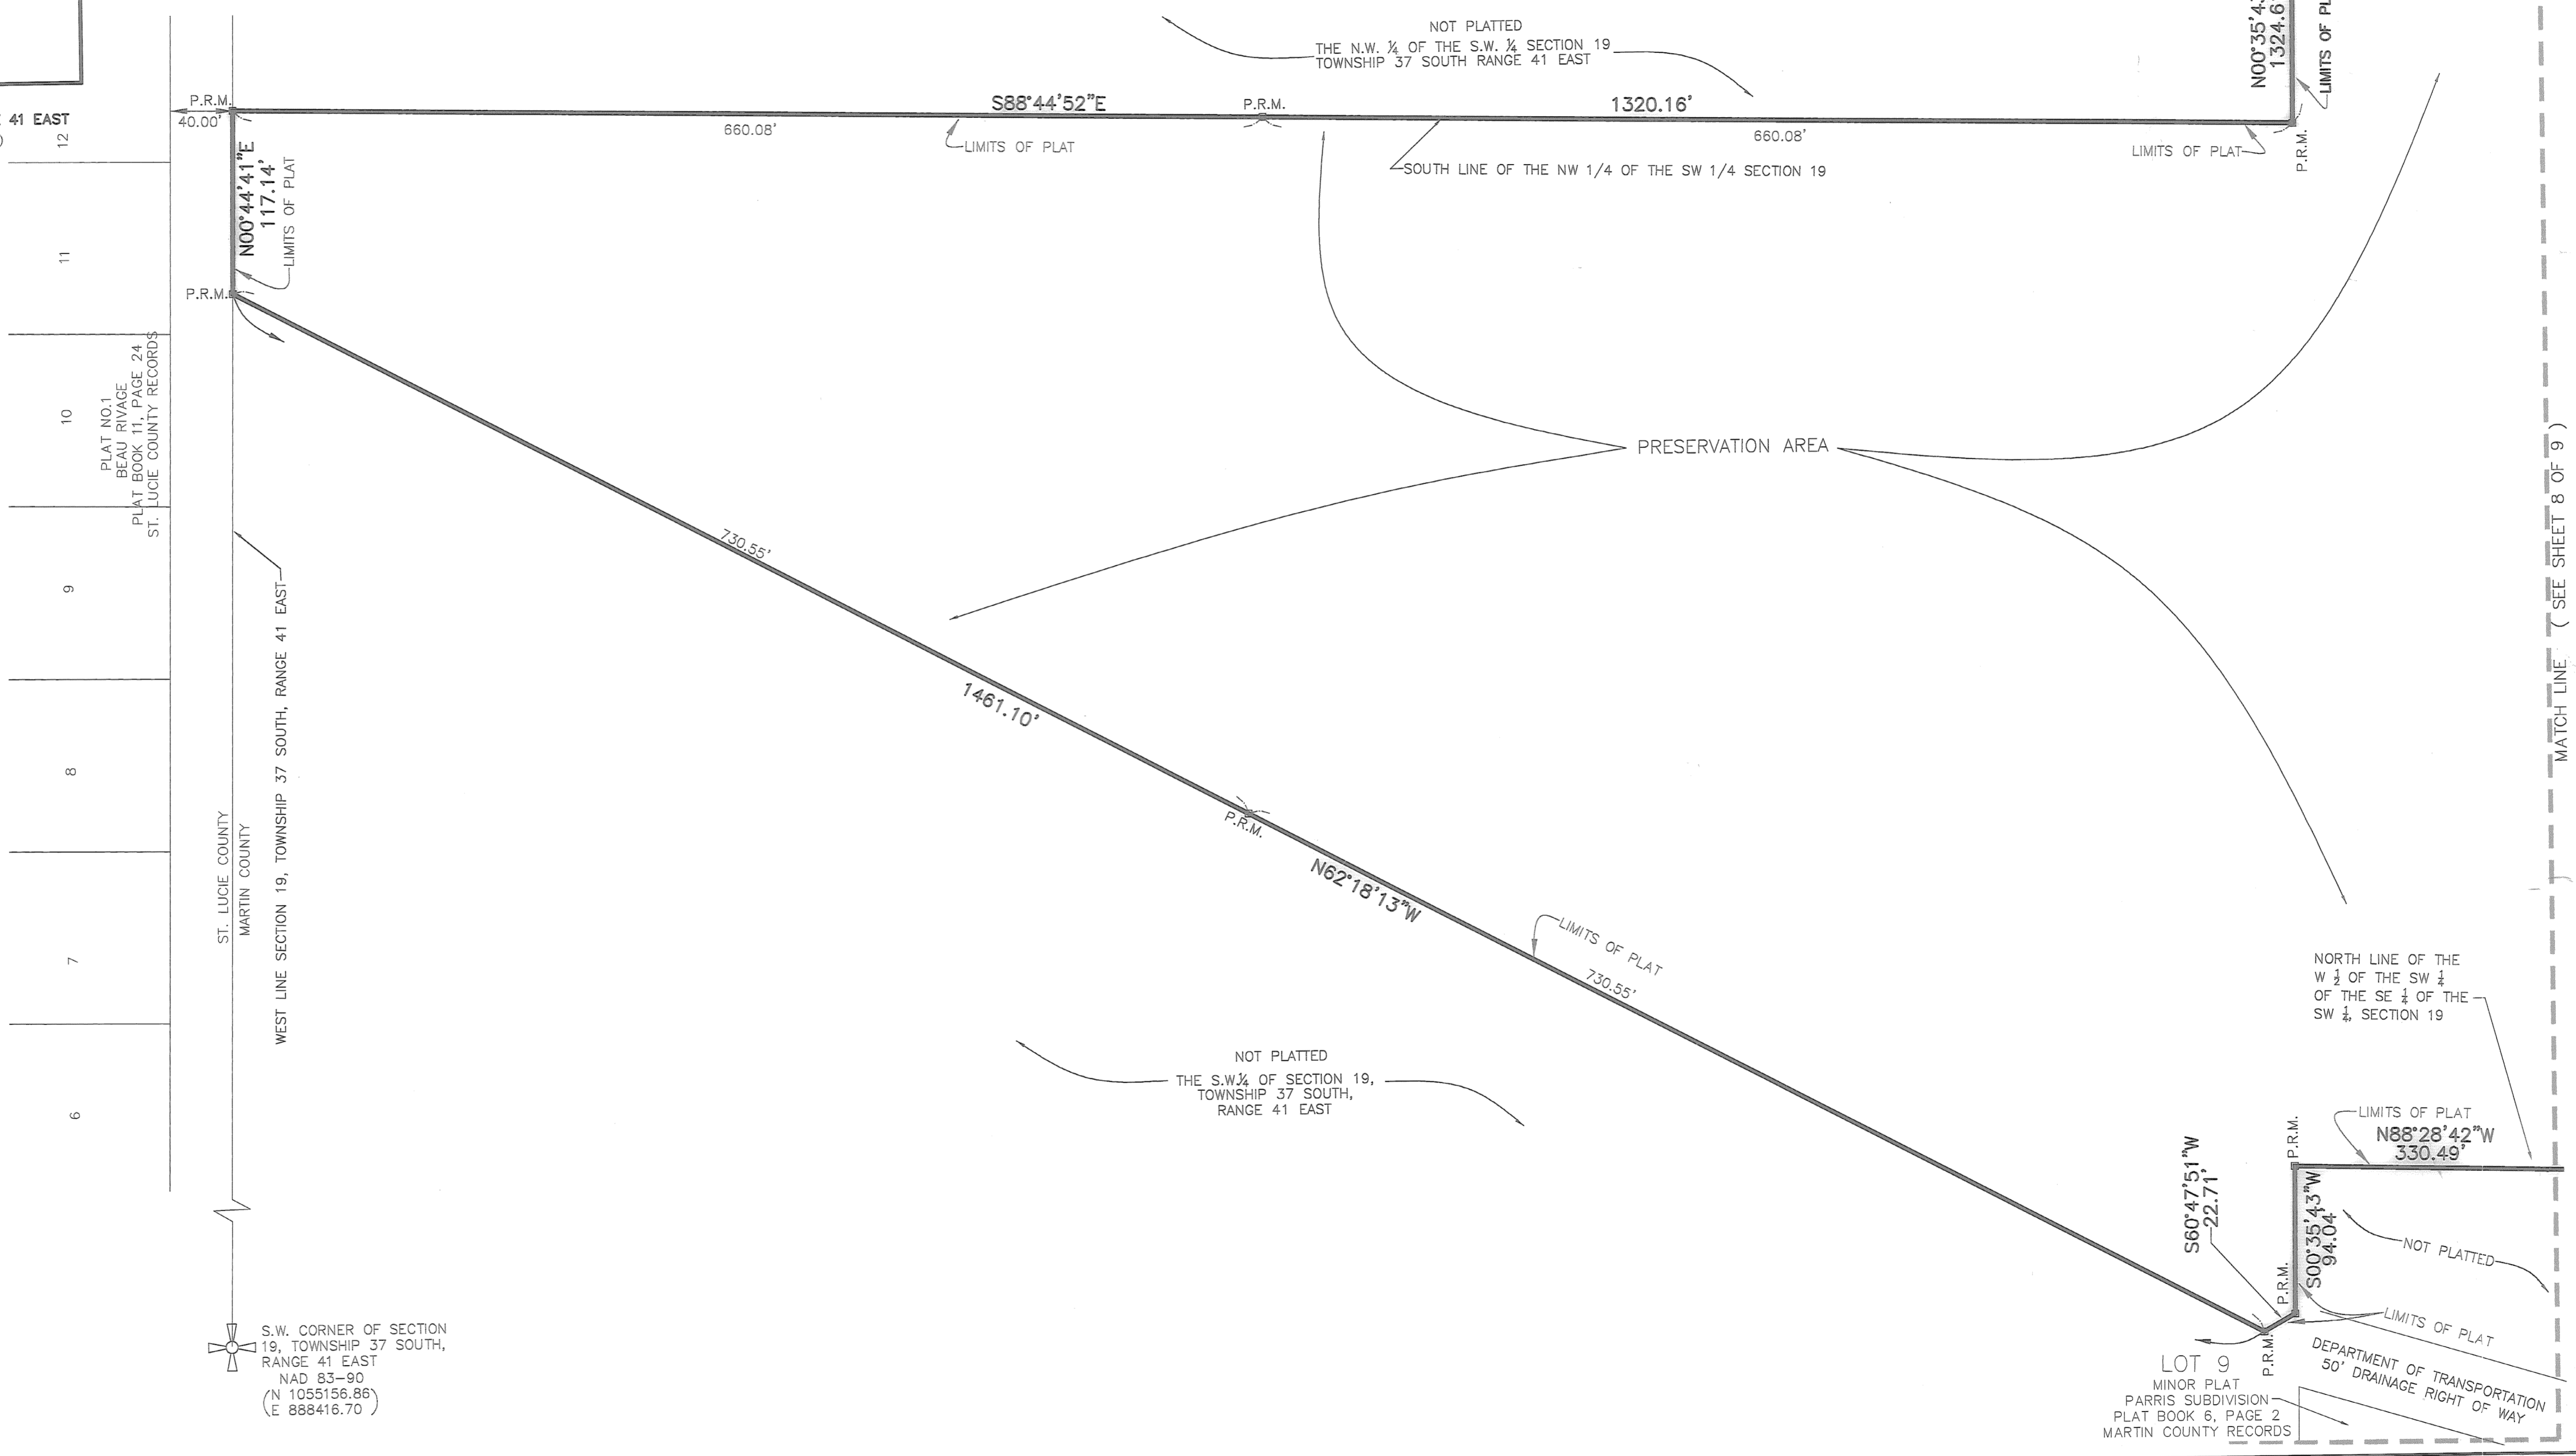 NOT PLATTED
THE N.W. ¼ OF THE S.W. ¼ SECTION 19
TOWNSHIP 37 SOUTH RANGE 41 EAST
N00°35'43
1324.6
LIMITS OF PL
41 EAST
P.R.M.
40.00'
S88°44'52"E
P.R.M.
1320.16'
660.08'
LIMITS OF PLAT
660.08'
LIMITS OF PLAT
P.R.M.
SOUTH LINE OF THE NW 1/4 OF THE SW 1/4 SECTION 19
N00°44'41"E
117.14'
LIMITS OF PLAT
P.R.M.
12
11
10
9
8
7
6
PLAT NO.1
BEAU RIVAGE
PLAT BOOK 11, PAGE 24
ST. LUCIE COUNTY RECORDS
PRESERVATION AREA
MATCH LINE ( SEE SHEET 8 OF 9 )
730.55'
1461.10'
WEST LINE SECTION 19, TOWNSHIP 37 SOUTH, RANGE 41 EAST
ST. LUCIE COUNTY
MARTIN COUNTY
P.R.M.
N62°18'13"W
LIMITS OF PLAT
730.55'
NORTH LINE OF THE
W ½ OF THE SW ¼
OF THE SE ¼ OF THE
SW ¼, SECTION 19
NOT PLATTED
THE S.W¼ OF SECTION 19,
TOWNSHIP 37 SOUTH,
RANGE 41 EAST
LIMITS OF PLAT
N88°28'42"W
330.49'
P.R.M.
S60°47'51"W
22.71'
S00°35'43"W
94.04'
NOT PLATTED
P.R.M.
LIMITS OF PLAT
P.R.M.
DEPARTMENT OF TRANSPORTATION
50' DRAINAGE RIGHT OF WAY
LOT 9
MINOR PLAT
PARRIS SUBDIVISION
PLAT BOOK 6, PAGE 2
MARTIN COUNTY RECORDS
S.W. CORNER OF SECTION
19, TOWNSHIP 37 SOUTH,
RANGE 41 EAST
NAD 83-90
(N 1055156.86)
(E 888416.70 )